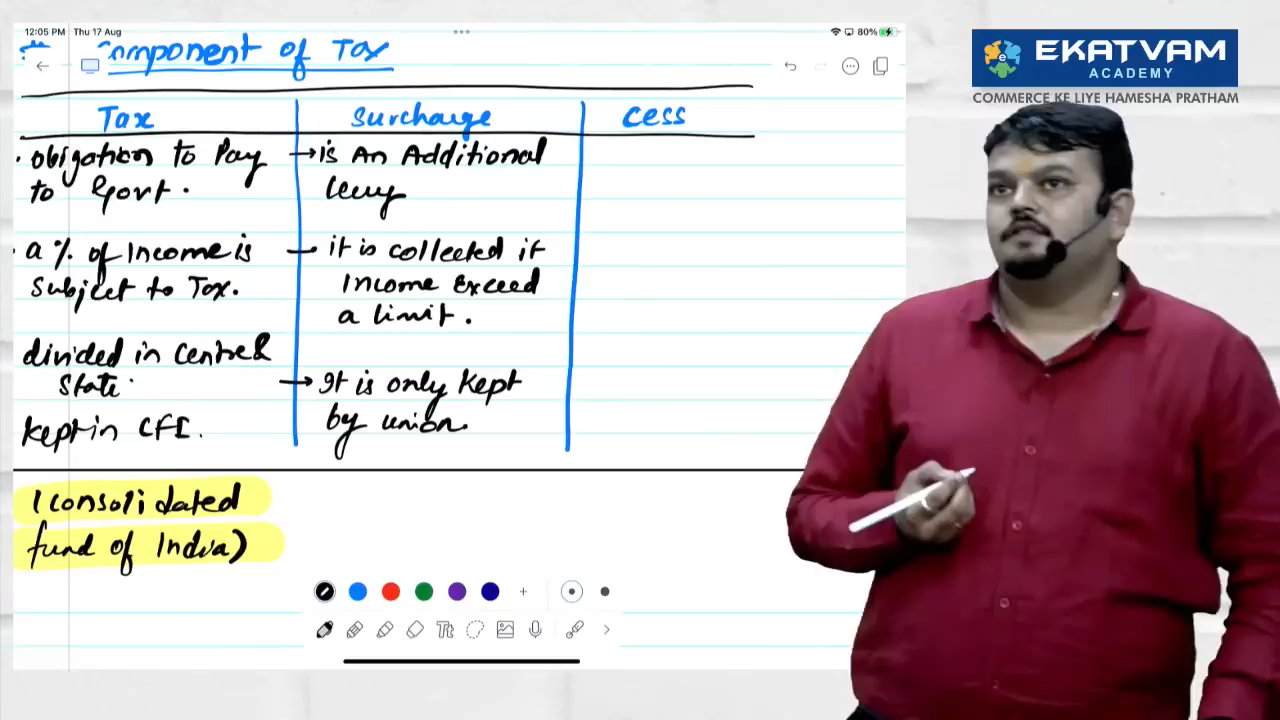 12:05 PM Thu 17 Aug
80%
Component of Tax
EKATVAM
ACADEMY
COMMERCE KE LIYE HAMESHA PRATHAM
Tax
obigation to Pay
to Govt.
a % of Income is
subject to Tax.
divided in Centre &
State.
kept in CFI.
(consolidated
fund of India)
Surcharge
→ is An Additional
levy
it is collected if
Income Exceed
a limit.
→ It is only kept
by union.
Cess
Tt